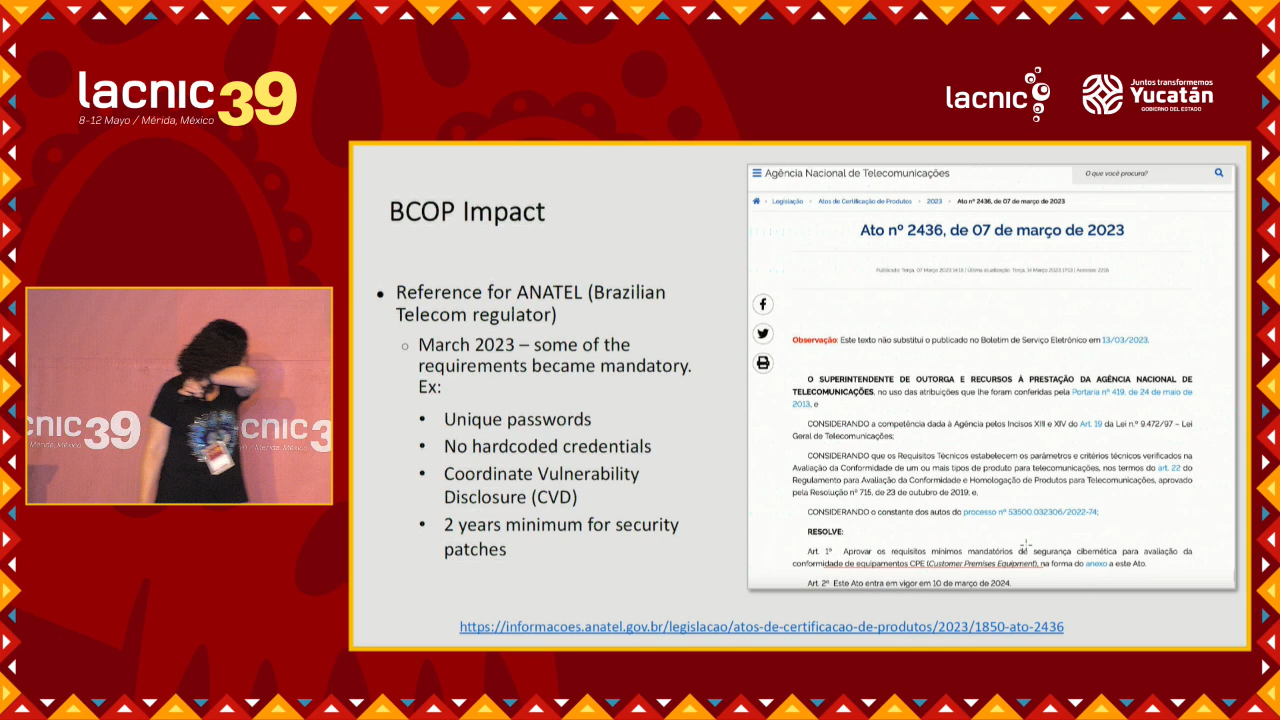 lacnic 39
8-12 Mayo / Mérida, México
lacnic
Juntos transformemos
Yucatán
GOBIERNO DEL ESTADO
BCOP Impact
• Reference for ANATEL (Brazilian
Telecom regulator)
○ March 2023 – some of the
requirements became mandatory.
Ex:
• Unique passwords
• No hardcoded credentials
• Coordinate Vulnerability
Disclosure (CVD)
• 2 years minimum for security
patches
Agência Nacional de Telecomunicações
O que você procura?
Legislação › Atos de Certificação de Produtos › 2023 › Ato nº 2436, de 07 de março de 2023
Ato nº 2436, de 07 de março de 2023
Publicado: Terça, 07 Março 2023 | Última atualização: Terça, 14 Março 2023 | Acessos:
Observação: Este texto não substitui o publicado no Boletim de Serviço Eletrônico em 13/03/2023.
O SUPERINTENDENTE DE OUTORGA E RECURSOS À PRESTAÇÃO DA AGÊNCIA NACIONAL DE
TELECOMUNICAÇÕES, no uso das atribuições que lhe foram conferidas pela Portaria nº 419, de 24 de maio de
2013, e
CONSIDERANDO a competência dada à Agência pelos Incisos XIII e XIV do Art. 19 da Lei n.º 9.472/97 – Lei
Geral de Telecomunicações;
CONSIDERANDO que os Requisitos Técnicos estabelecem os parâmetros e critérios técnicos verificados na
Avaliação da Conformidade de um ou mais tipos de produto para telecomunicações, nos termos do art. 22 do
Regulamento para Avaliação da Conformidade e Homologação de Produtos para Telecomunicações, aprovado
pela Resolução nº 715, de 23 de outubro de 2019; e,
CONSIDERANDO o constante dos autos do processo nº 53500.032306/2022-74;
RESOLVE:
Art. 1º Aprovar os requisitos mínimos mandatórios de segurança cibernética para avaliação da
conformidade de equipamentos CPE (Customer Premises Equipment), na forma do anexo a este Ato.
Art. 2º Este Ato entra em vigor em 10 de março de 2024.
https://informacoes.anatel.gov.br/legislacao/atos-de-certificacao-de-produtos/2023/1850-ato-2436
cnic39
Mérida, México
cnic3
Mérida, México